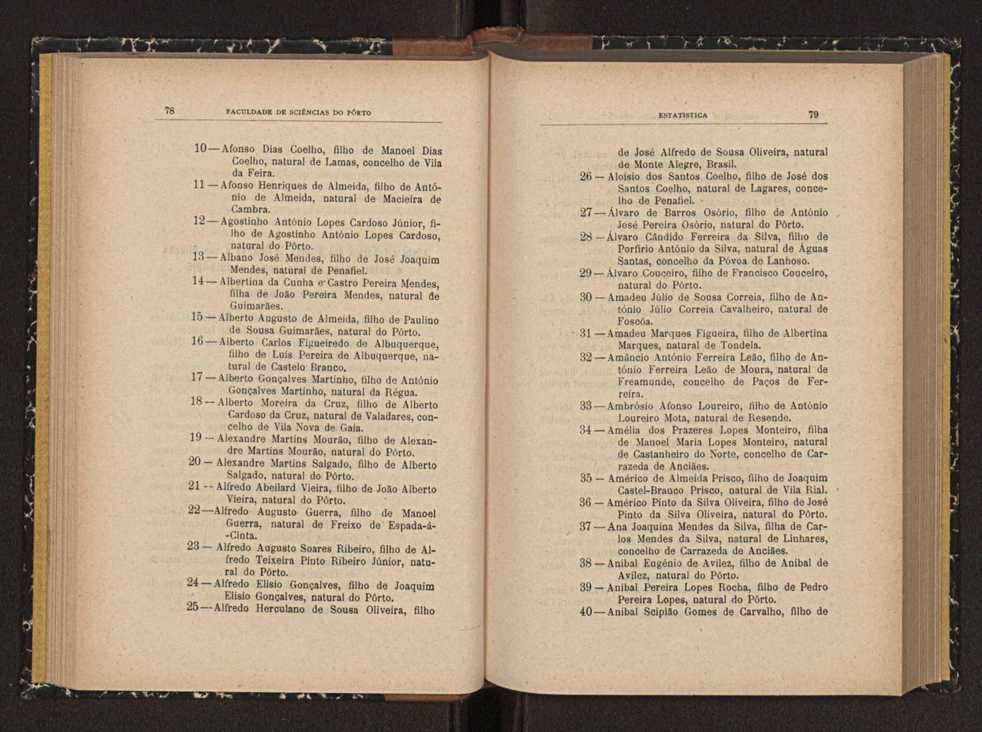 78 FACULDADE DE SCIÊNCIAS DO PÔRTO
10—Afonso Dias Coelho, filho de Manoel Dias
Coelho, natural de Lamas, concelho de Vila
da Feira.
11—Afonso Henriques de Almeida, filho de Antó-
nio de Almeida, natural de Macieira de
Cambra.
12—Agostinho António Lopes Cardoso Júnior, fi-
lho de Agostinho António Lopes Cardoso,
natural do Pôrto.
13—Albano José Mendes, filho de José Joaquim
Mendes, natural de Penafiel.
14—Albertina da Cunha e Castro Pereira Mendes,
filha de João Pereira Mendes, natural de
Guimarães.
15—Alberto Augusto de Almeida, filho de Paulino
de Sousa Guimarães, natural do Pôrto.
16—Alberto Carlos Figueiredo de Albuquerque,
filho de Luís Pereira de Albuquerque, na-
tural de Castelo Branco.
17—Alberto Gonçalves Martinho, filho de António
Gonçalves Martinho, natural da Régua.
18—Alberto Moreira da Cruz, filho de Alberto
Cardoso da Cruz, natural de Valadares, con-
celho de Vila Nova de Gaia.
19—Alexandre Martins Mourão, filho de Alexan-
dre Martins Mourão, natural do Pôrto.
20—Alexandre Martins Salgado, filho de Alberto
Salgado, natural do Pôrto.
21—Alfredo Abeilard Vieira, filho de João Alberto
Vieira, natural do Pôrto.
22—Alfredo Augusto Guerra, filho de Manoel
Guerra, natural de Freixo de Espada-á-
-Cinta.
23—Alfredo Augusto Soares Ribeiro, filho de Al-
fredo Teixeira Pinto Ribeiro Júnior, natu-
ral do Pôrto.
24—Alfredo Elisio Gonçalves, filho de Joaquim
Elisio Gonçalves, natural do Pôrto.
25—Alfredo Herculano de Sousa Oliveira, filho
ESTATISTICA 79
de José Alfredo de Sousa Oliveira, natural
de Monte Alegre, Brasil.
26—Aloisio dos Santos Coelho, filho de José dos
Santos Coelho, natural de Lagares, conce-
lho de Penafiel.
27—Álvaro de Barros Osório, filho de António
José Pereira Osório, natural do Pôrto.
28—Álvaro Cândido Ferreira da Silva, filho de
Porfirio António da Silva, natural de Águas
Santas, concelho da Póvoa de Lanhoso.
29—Álvaro Couceiro, filho de Francisco Couceiro,
natural do Pôrto.
30—Amadeu Júlio de Sousa Correia, filho de An-
tónio Júlio Correia Cavalheiro, natural de
Foscôa.
31—Amadeu Marques Figueira, filho de Albertina
Marques, natural de Tondela.
32—Amâncio António Ferreira Leão, filho de An-
tónio Ferreira Leão de Moura, natural de
Freamunde, concelho de Paços de Fer-
reira.
33—Ambrósio Afonso Loureiro, filho de António
Loureiro Mota, natural de Resende.
34—Amélia dos Prazeres Lopes Monteiro, filha
de Manoel Maria Lopes Monteiro, natural
de Castanheiro do Norte, concelho de Car-
razeda de Anciães.
35—Américo de Almeida Prisco, filho de Joaquim
Castel-Branco Prisco, natural de Vila Rial.
36—Américo Pinto da Silva Oliveira, filho de José
Pinto da Silva Oliveira, natural do Pôrto.
37—Ana Joaquina Mendes da Silva, filha de Car-
los Mendes da Silva, natural de Linhares,
concelho de Carrazeda de Anciães.
38—Anibal Eugénio de Avilez, filho de Anibal de
Avilez, natural do Pôrto.
39—Anibal Pereira Lopes Rocha, filho de Pedro
Pereira Lopes, natural do Pôrto.
40—Anibal Scipião Gomes de Carvalho, filho de